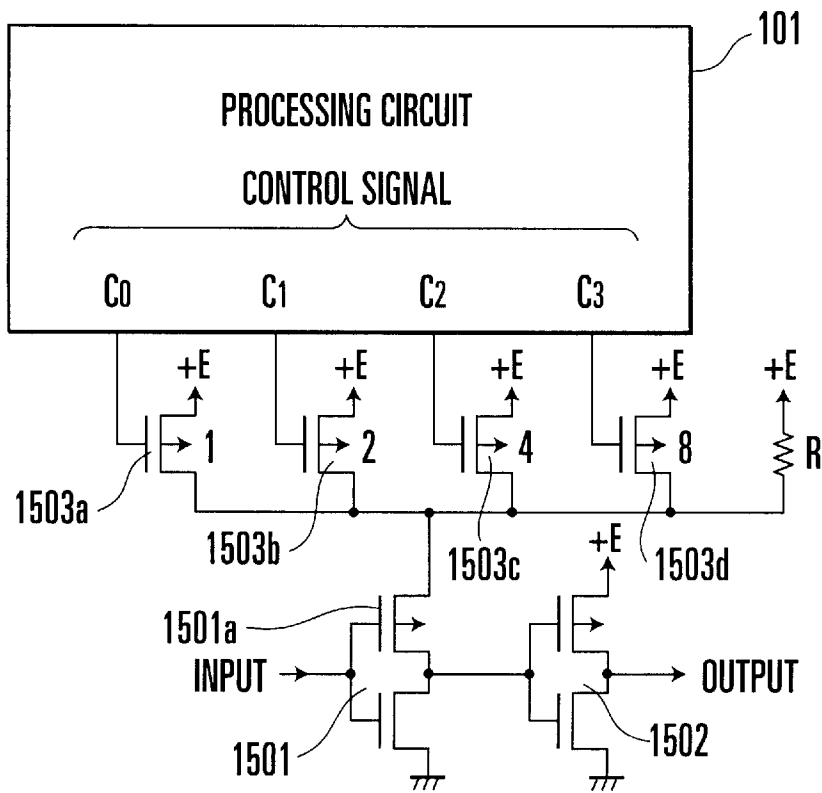 101
PROCESSING CIRCUIT
CONTROL SIGNAL
C0 C1 C2 C3
+E +E +E +E +E
1 2 4 8 R
1503a 1503b 1503c 1503d
+E
1501a
INPUT OUTPUT
1501 1502